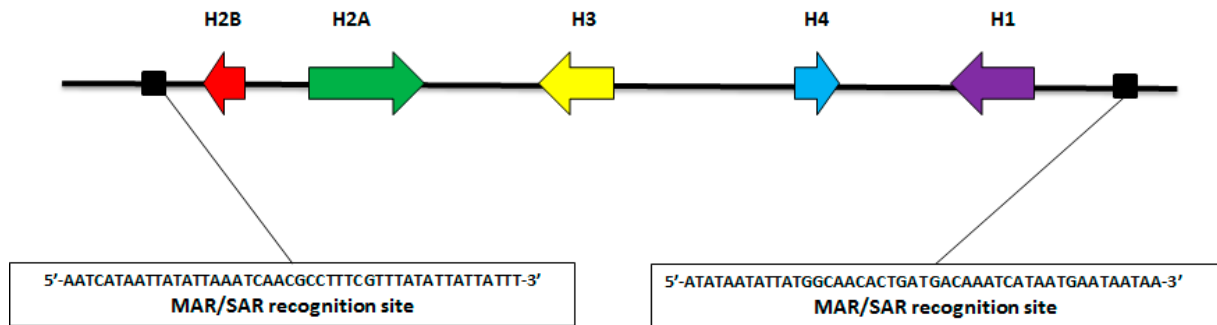 H2B H2A H3 H4 H1
5′-AATCATAATTATATTAAATCAACGCCTTTCGTTTATATTATTATTT-3′
MAR/SAR recognition site
5′-ATATAATATTATGGCAACACTGATGACAAATCATAATGAATAATAA-3′
MAR/SAR recognition site